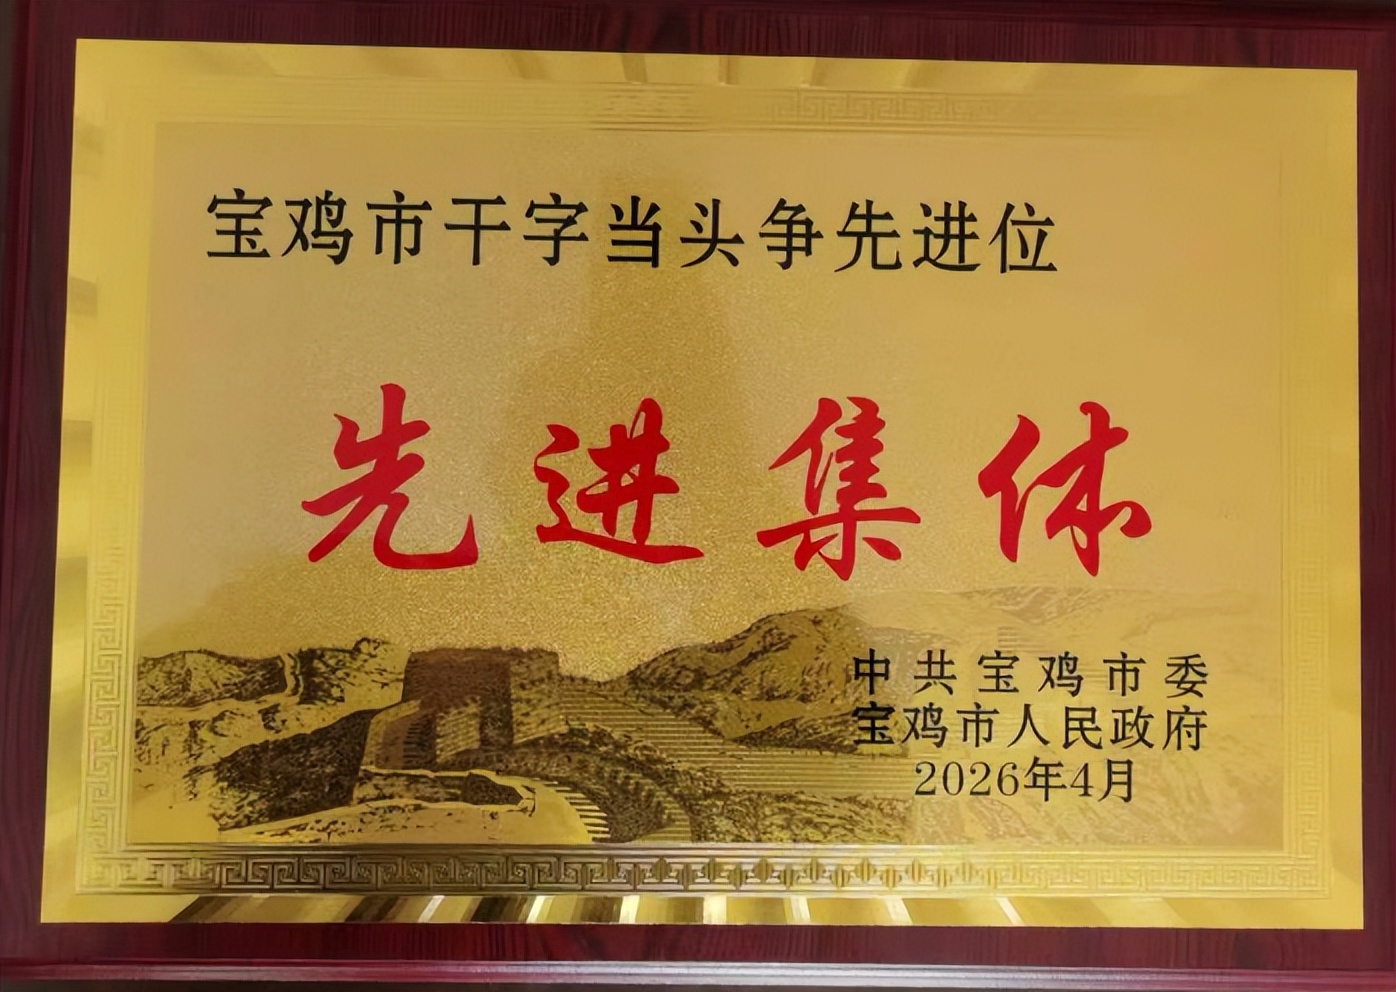 宝鸡市干字当头争先进位
先进集体
中共宝鸡市委
宝鸡市人民政府
2026年4月